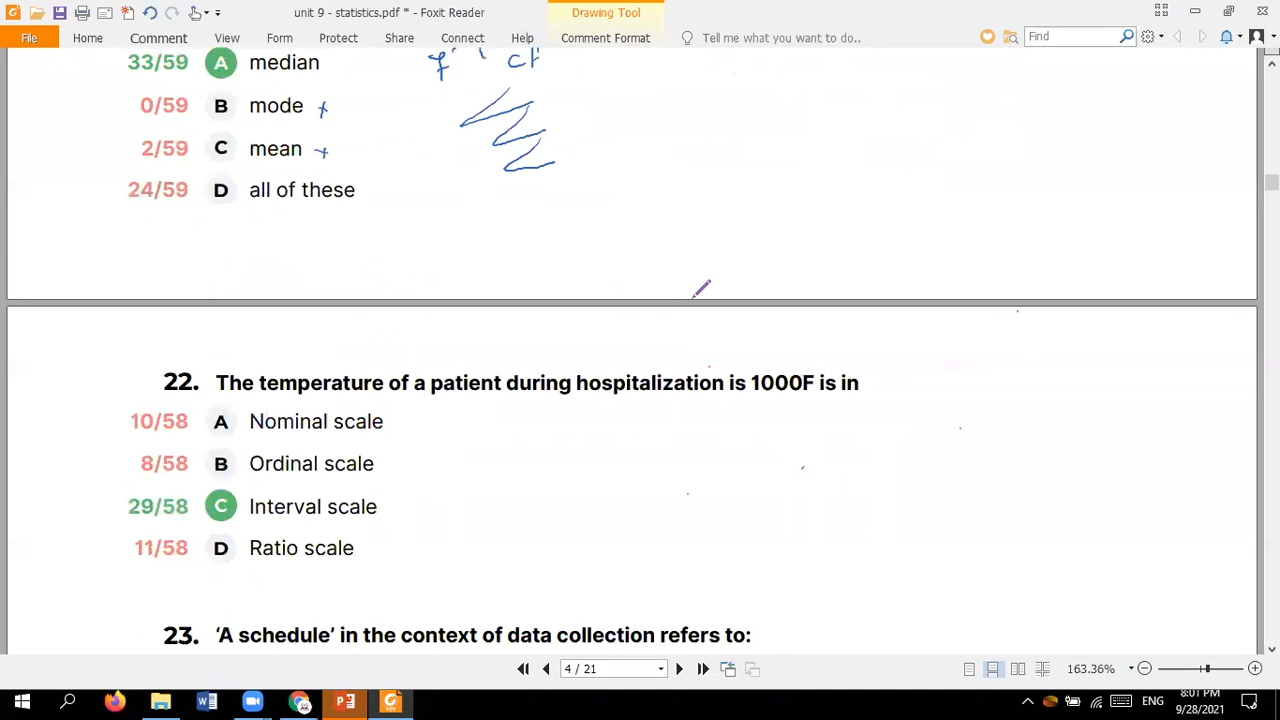 unit 9 - statistics.pdf * - Foxit Reader
Drawing Tool
File Home Comment View Form Protect Share Connect Help Comment Format Tell me what you want to do.. Find
33/59 A median
0/59 B mode
2/59 C mean
24/59 D all of these
22. The temperature of a patient during hospitalization is 1000F is in
10/58 A Nominal scale
8/58 B Ordinal scale
29/58 C Interval scale
11/58 D Ratio scale
23. ‘A schedule’ in the context of data collection refers to:
4 / 21 163.36%
ENG
8:01 PM
9/28/2021